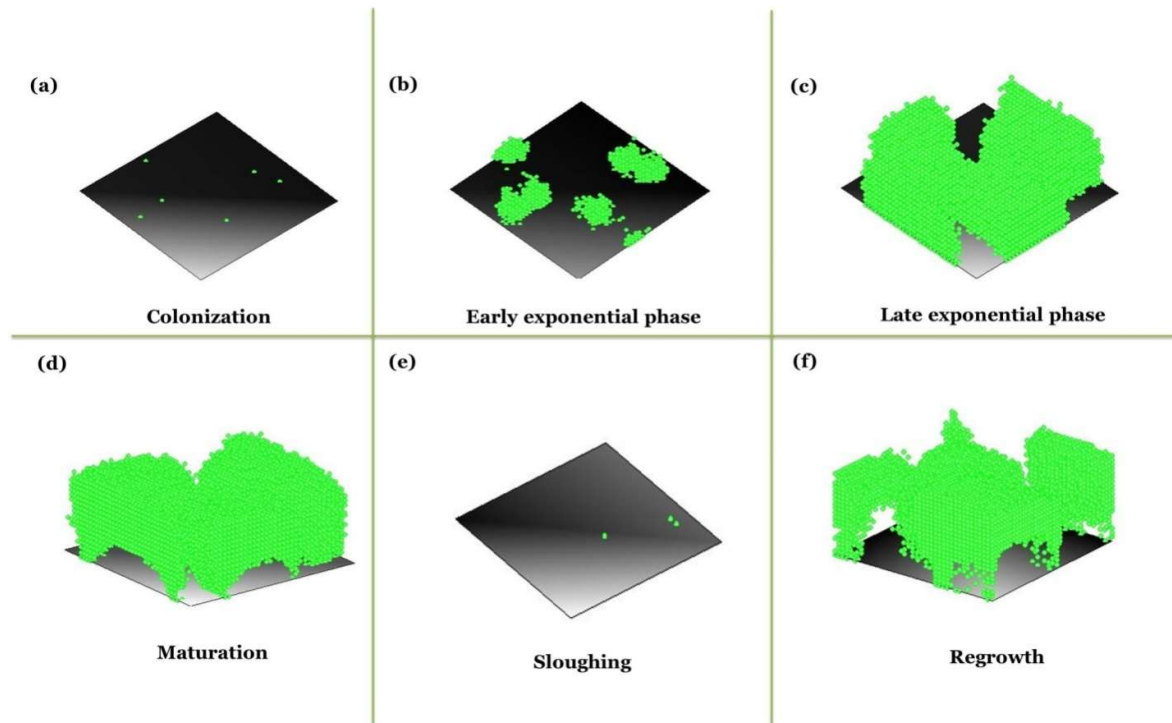 (a)
Colonization
(b)
Early exponential phase
(c)
Late exponential phase
(d)
Maturation
(e)
Sloughing
(f)
Regrowth